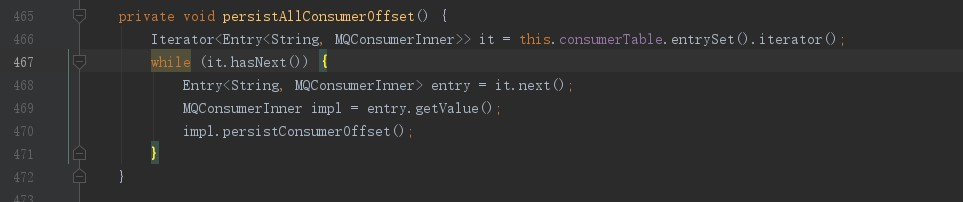 465 private void persistAllConsumerOffset() {
466 Iterator<Entry<String, MQConsumerInner>> it = this.consumerTable.entrySet().iterator();
467 while (it.hasNext()) {
468 Entry<String, MQConsumerInner> entry = it.next();
469 MQConsumerInner impl = entry.getValue();
470 impl.persistConsumerOffset();
471 }
472 }
473